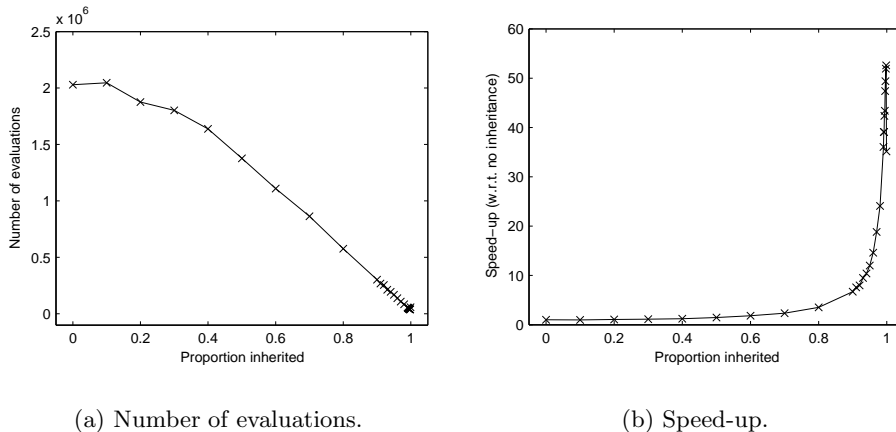 x 10⁶
2.5
2
1.5
1
0.5
0
0 0.2 0.4 0.6 0.8 1
Number of evaluations
Proportion inherited
(a) Number of evaluations.
60
50
40
30
20
10
0
0 0.2 0.4 0.6 0.8 1
Speed−up (w.r.t. no inheritance)
Proportion inherited
(b) Speed-up.